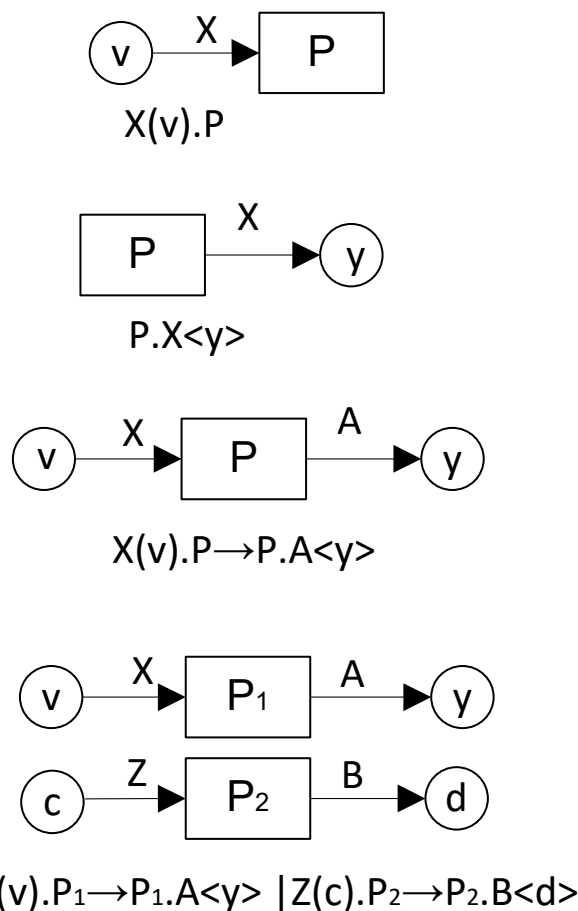 X
v P
X(v).P
X
P y
P.X<y>
X A
v P y
X(v).P→P.A<y>
X A
v P₁ y
Z B
c P₂ d
(v).P₁→P₁.A<y> |Z(c).P₂→P₂.B<d>